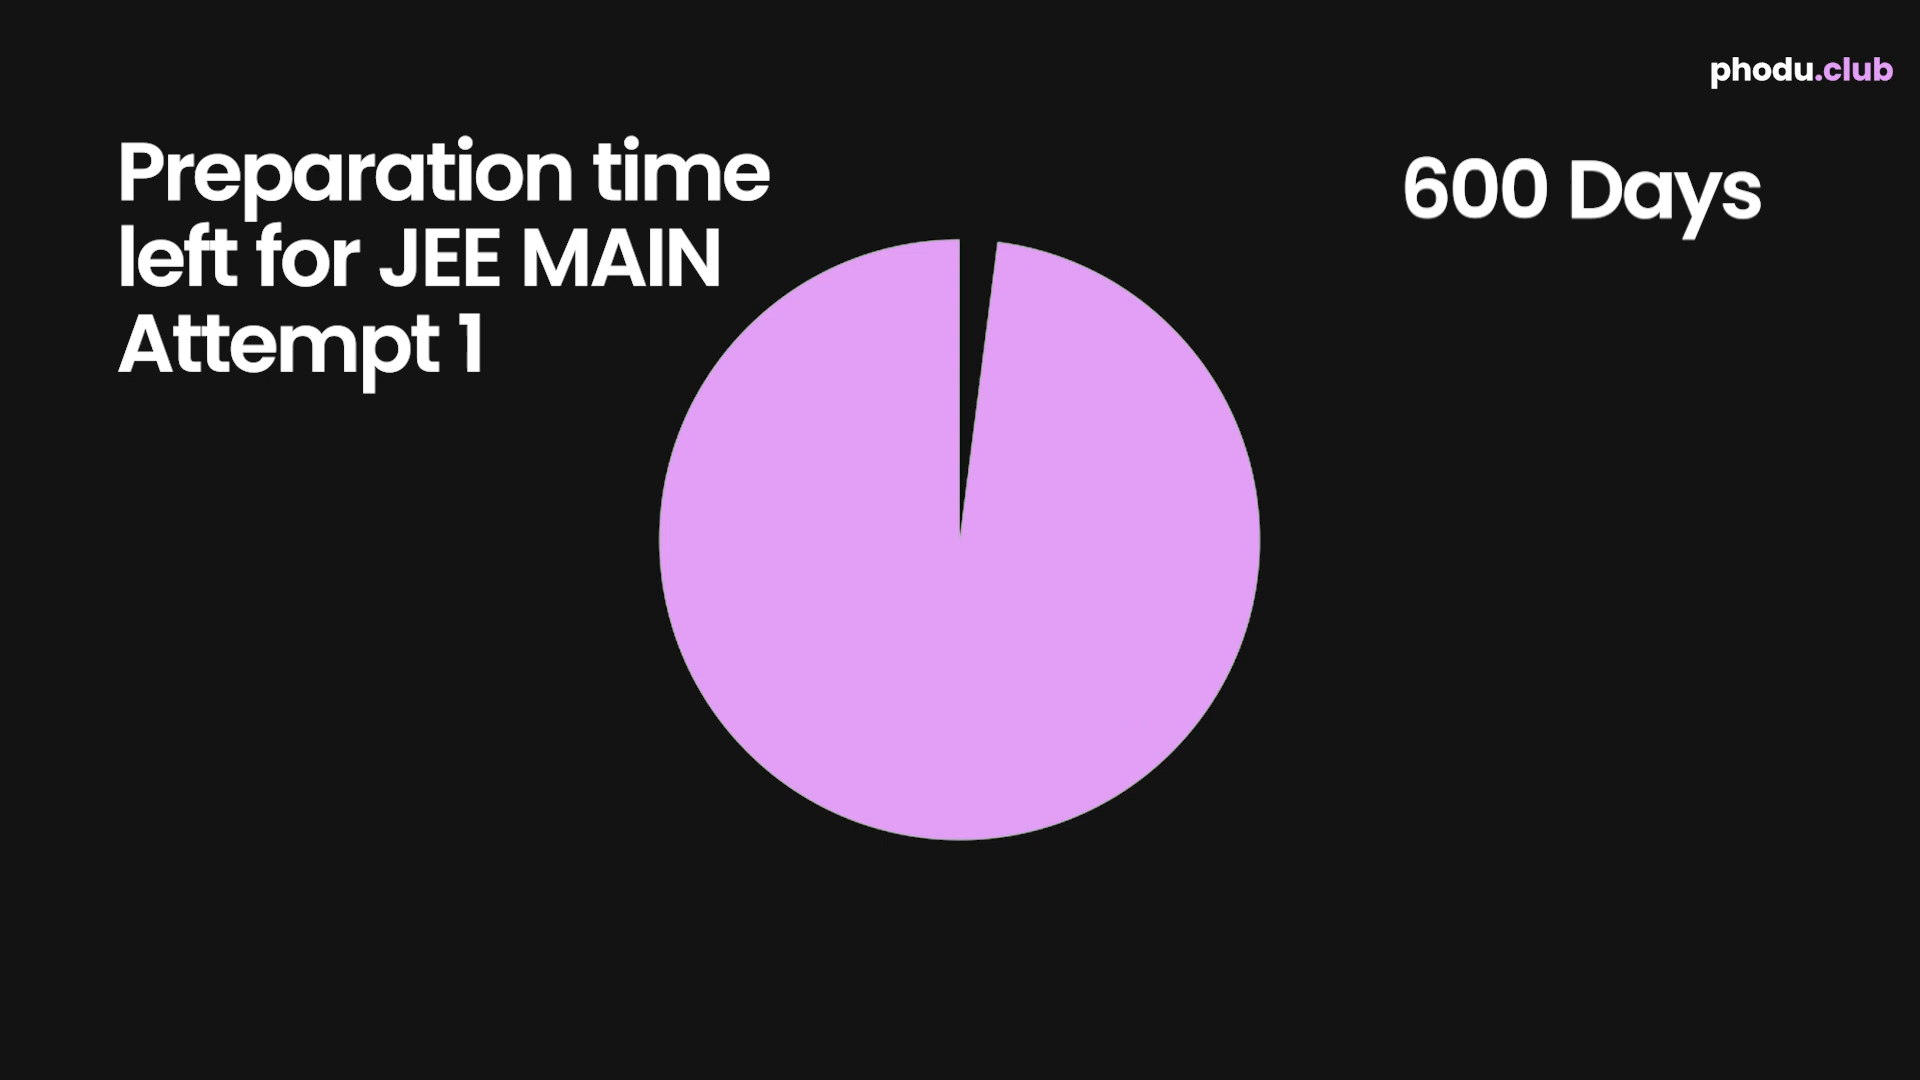 phodu.club
Preparation time
left for JEE MAIN
Attempt 1
600 Days